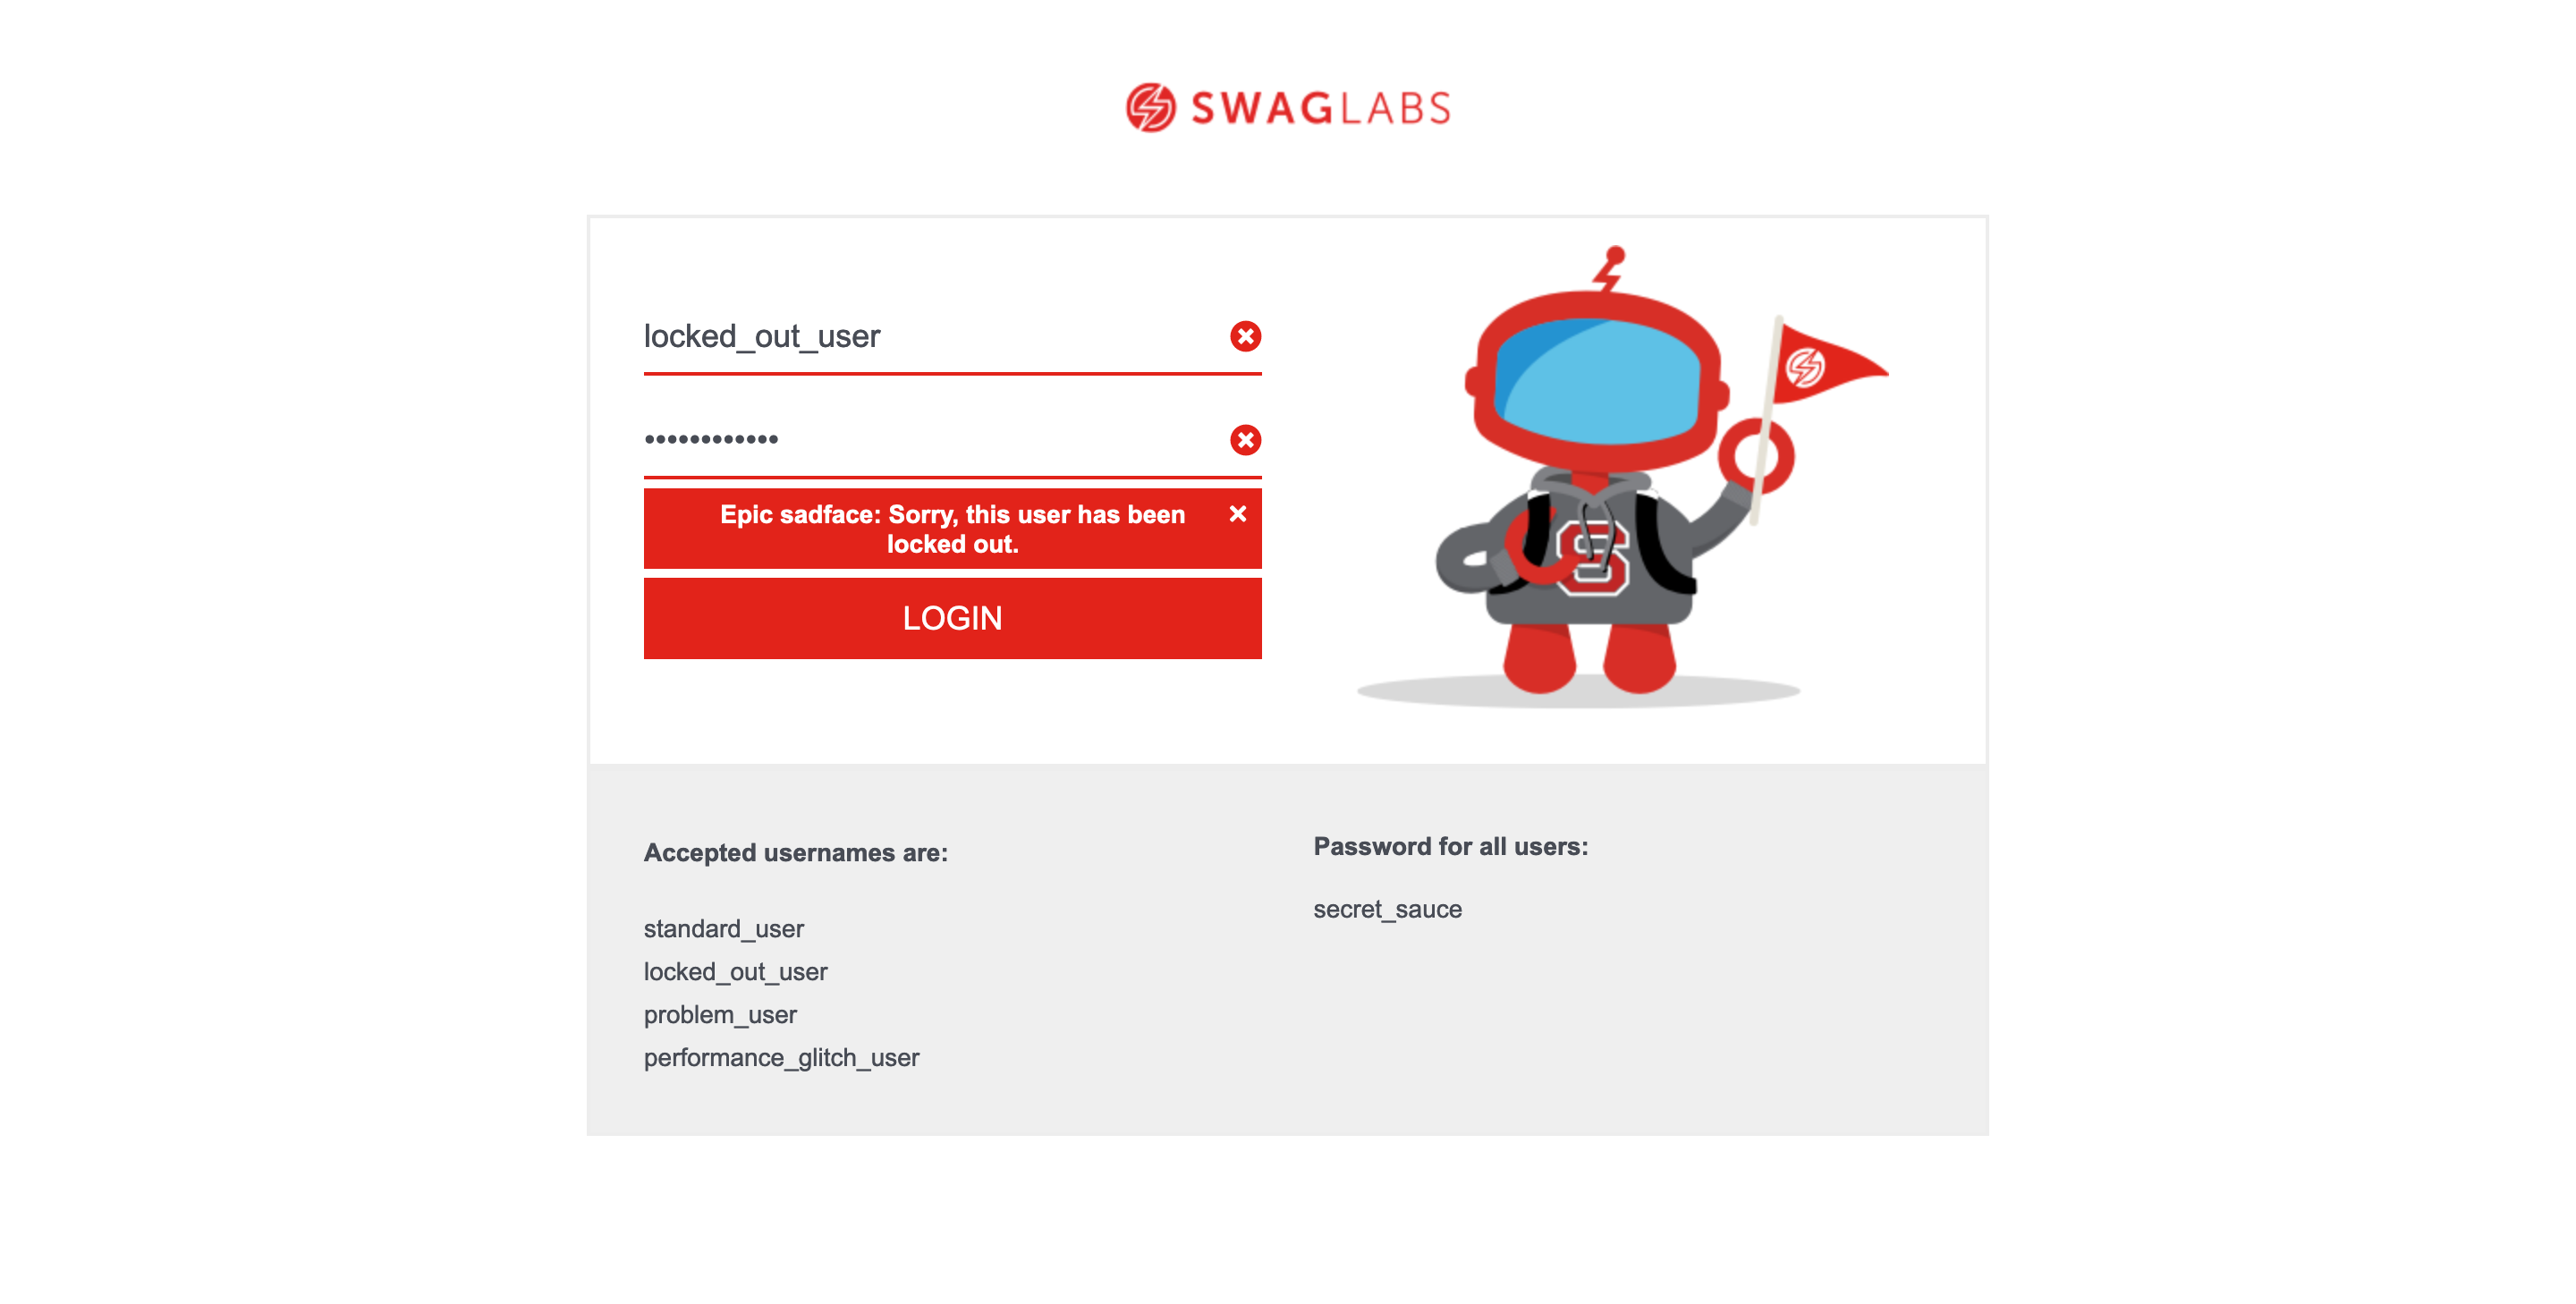 SWAGLABS
locked_out_user
••••••••••••
Epic sadface: Sorry, this user has been
locked out.
LOGIN
S
Accepted usernames are:
standard_user
locked_out_user
problem_user
performance_glitch_user
Password for all users:
secret_sauce